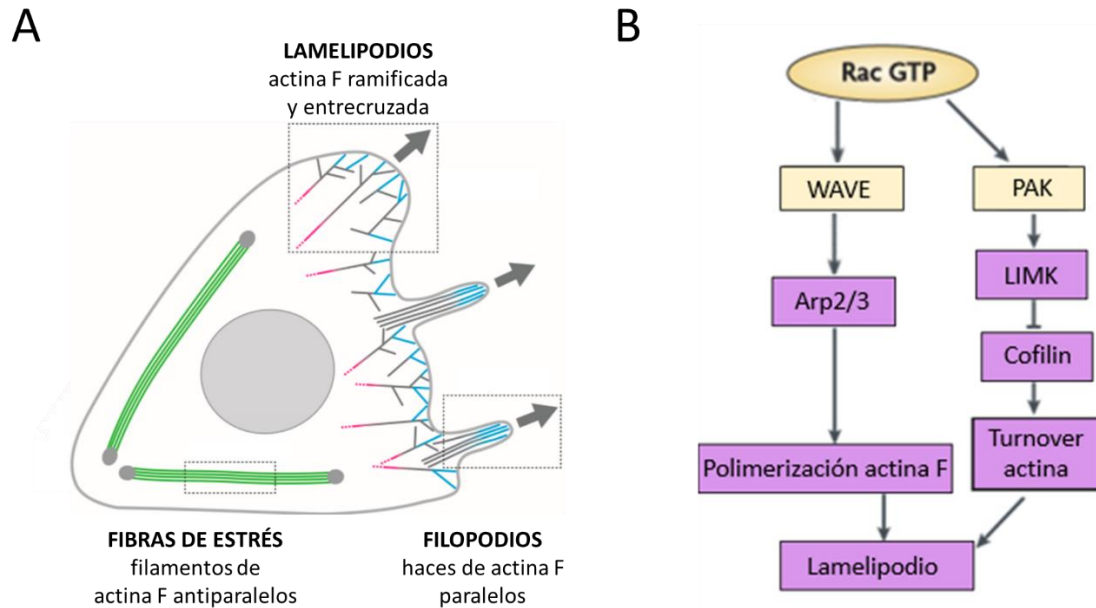 A
LAMELIPODIOS
actina F ramificada
y entrecruzada
FIBRAS DE ESTRÉS
filamentos de
actina F antiparalelos
FILOPODIOS
haces de actina F
paralelos
B
Rac GTP
WAVE
PAK
Arp2/3
LIMK
Cofilin
Turnover
actina
Polimerización actina F
Lamelipodio